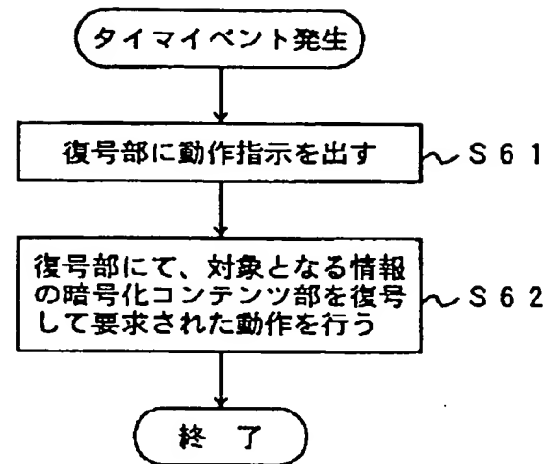 タイマイベント発生
復号部に動作指示を出す
S61
復号部にて、対象となる情報
の暗号化コンテンツ部を復号
して要求された動作を行う
S62
終 了